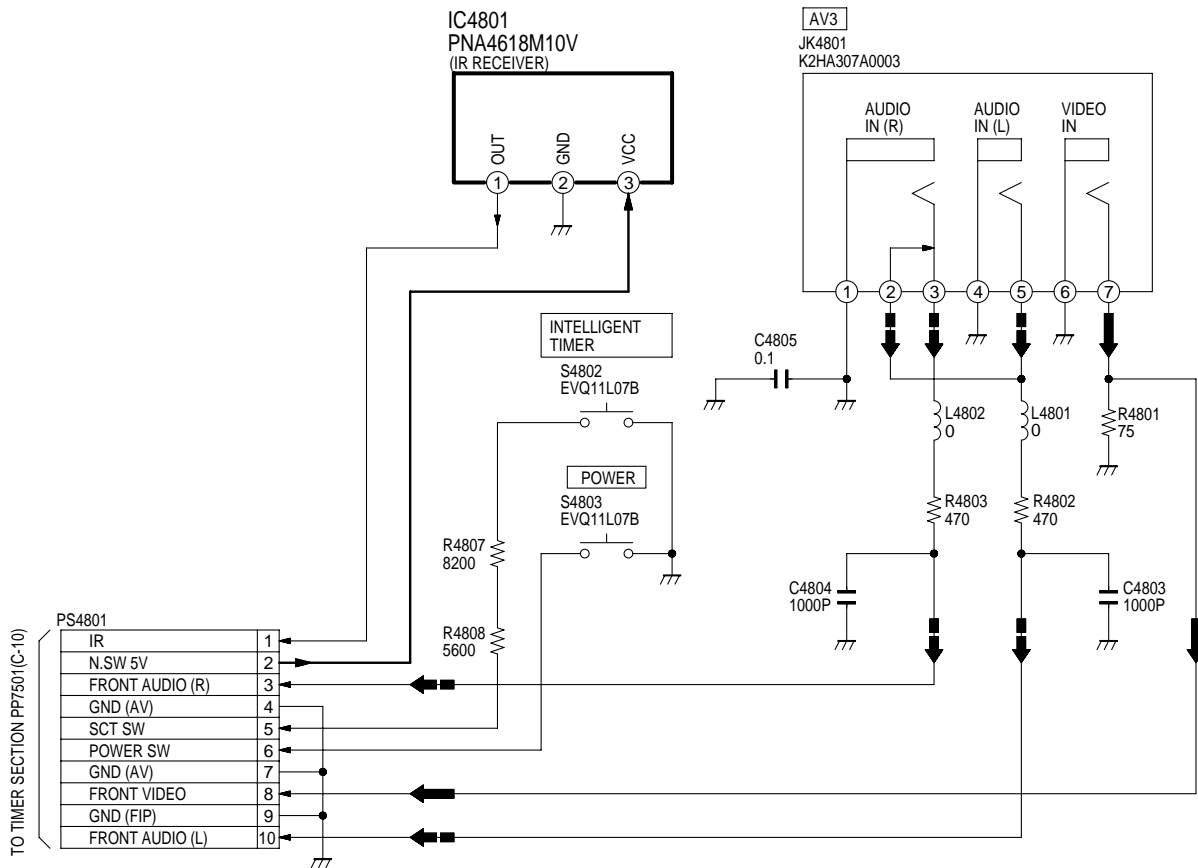 IC4801
PNA4618M10V
(IR RECEIVER)
OUT
GND
VCC
1
2
3
AV3
JK4801
K2HA307A0003
AUDIO
IN (R)
AUDIO
IN (L)
VIDEO
IN
1
2
3
4
5
6
7
INTELLIGENT
TIMER
S4802
EVQ11L07B
POWER
S4803
EVQ11L07B
C4805
0.1
L4802
0
L4801
0
R4801
75
R4803
470
R4802
470
R4807
8200
R4808
5600
C4804
1000P
C4803
1000P
TO TIMER SECTION PP7501(C-10)
PS4801
IR 1
N.SW 5V 2
FRONT AUDIO (R) 3
GND (AV) 4
SCT SW 5
POWER SW 6
GND (AV) 7
FRONT VIDEO 8
GND (FIP) 9
FRONT AUDIO (L) 10